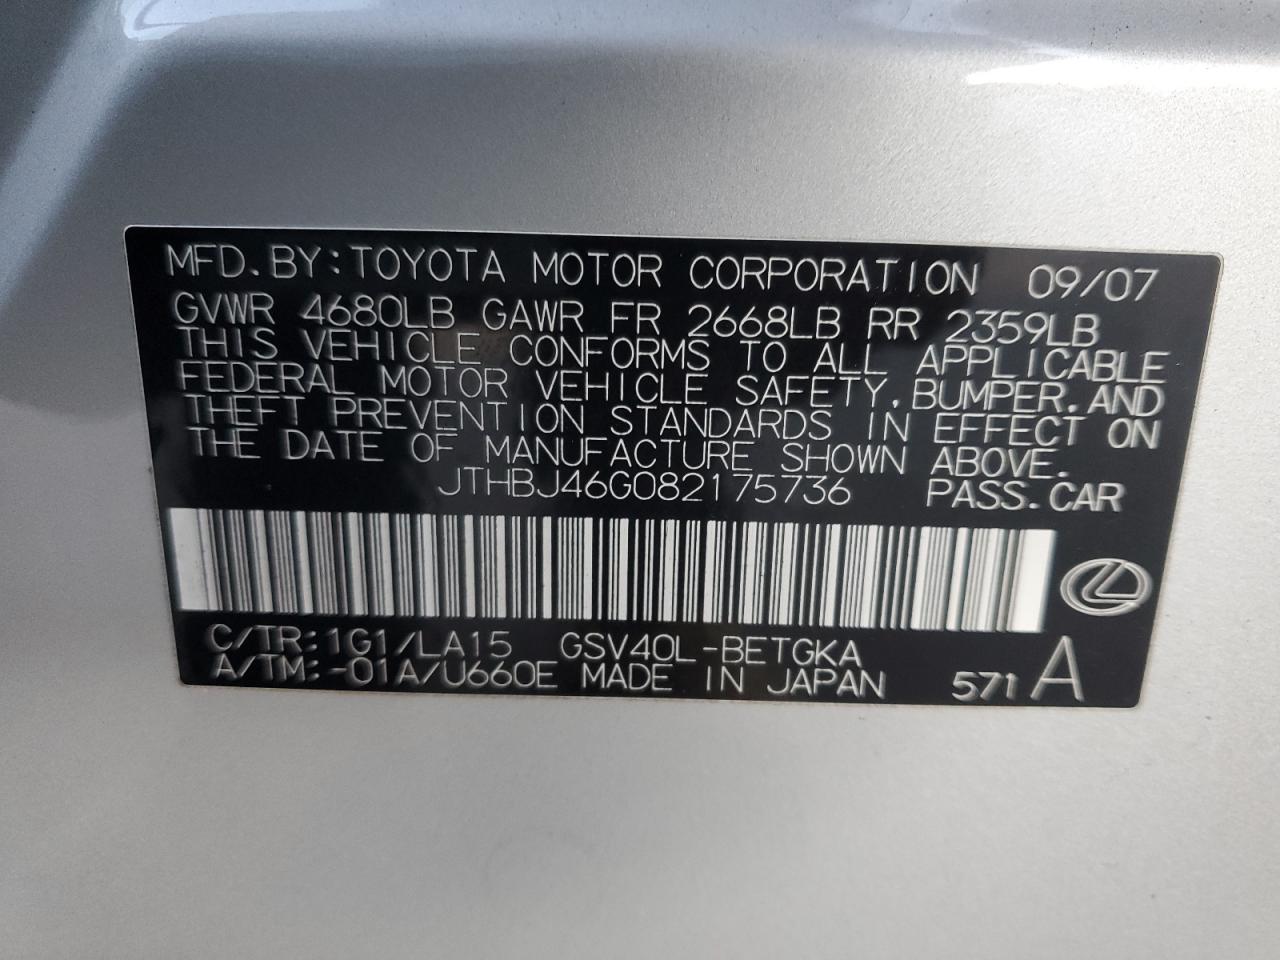 MFD.BY:TOYOTA MOTOR CORPORATION 09/07
GVWR 4680LB GAWR FR 2668LB RR 2359LB
THIS VEHICLE CONFORMS TO ALL APPLICABLE
FEDERAL MOTOR VEHICLE SAFETY,BUMPER,AND
THEFT PREVENTION STANDARDS IN EFFECT ON
THE DATE OF MANUFACTURE SHOWN ABOVE.
JTHBJ46G082175736 PASS.CAR
C/TR:1G1/LA15 GSV40L-BETGKA
A/TM:-01A/U660E MADE IN JAPAN 571 A